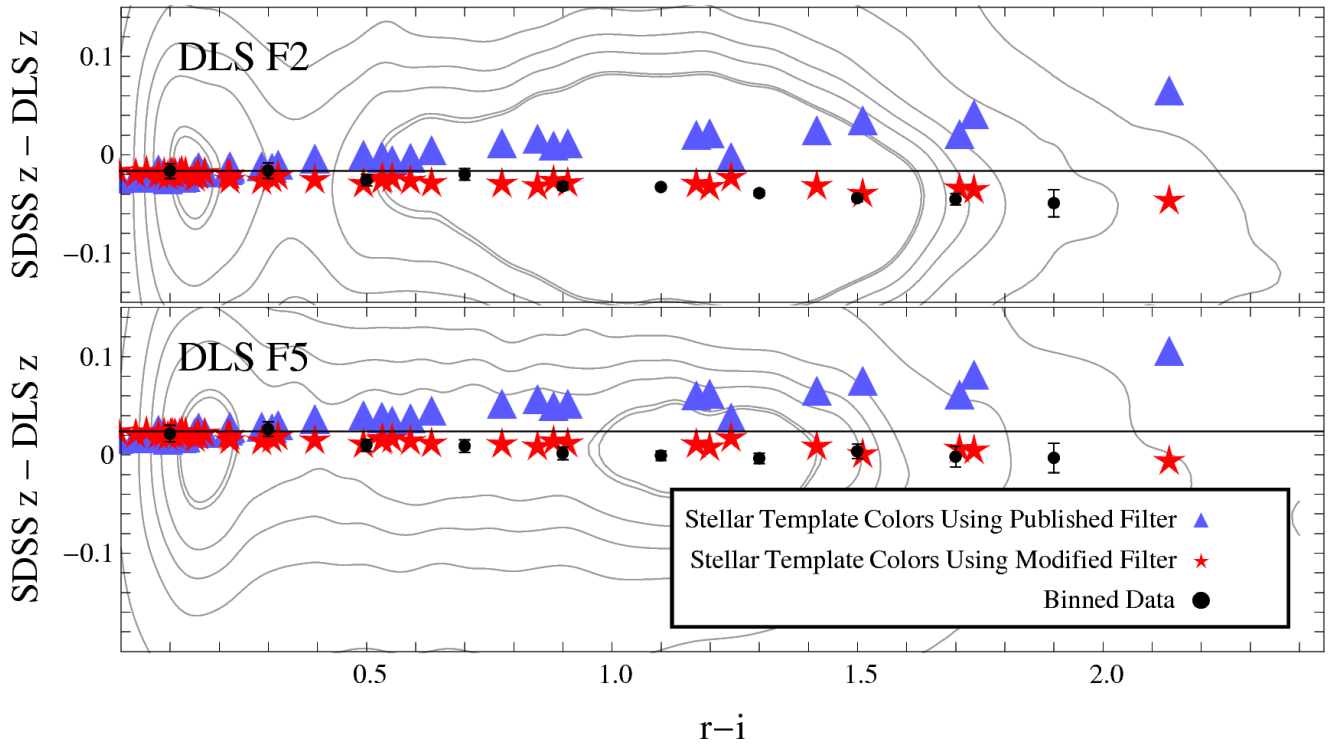 DLS F2
SDSS z − DLS z
0.1
0
−0.1
DLS F5
SDSS z − DLS z
0.1
0
−0.1
Stellar Template Colors Using Published Filter
Stellar Template Colors Using Modified Filter
Binned Data
0.5
1.0
1.5
2.0
r−i